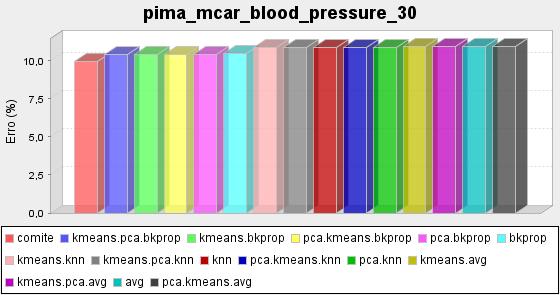 pima_mcar_blood_pressure_30
Erro (%)
10,0
7,5
5,0
2,5
0,0
comite kmeans.pca.bkprop kmeans.bkprop pca.kmeans.bkprop pca.bkprop bkprop
kmeans.knn kmeans.pca.knn knn pca.kmeans.knn pca.knn kmeans.avg
kmeans.pca.avg avg pca.kmeans.avg